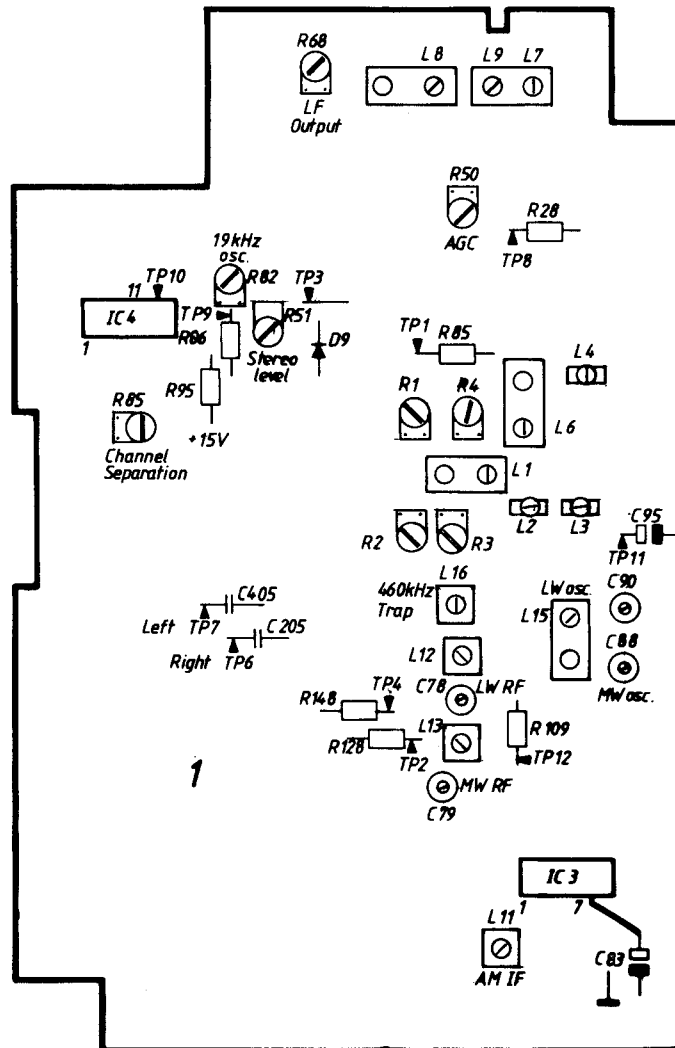 R68
L8 L9 L7
LF
Output
R50
R28
AGC
TP8
19kHz
osc.
TP10
R82
TP3
11
TP9
R51
IC4
1
R86
Stereo
level
D9
TP1
R85
L4
R95
R1 R4
+15V
L6
R85
Channel
Separation
L1
L2 L3
C95
R2 R3
TP11
L16
460kHz
Trap
LW osc.
C90
L15
C405
Left TP7
C205
Right TP6
L12
C88
MW osc.
C78 LW RF
TP4
R148
L13
R109
R128
TP2
TP12
1
MW RF
C79
IC 3
1 7
L11
C83
AM IF